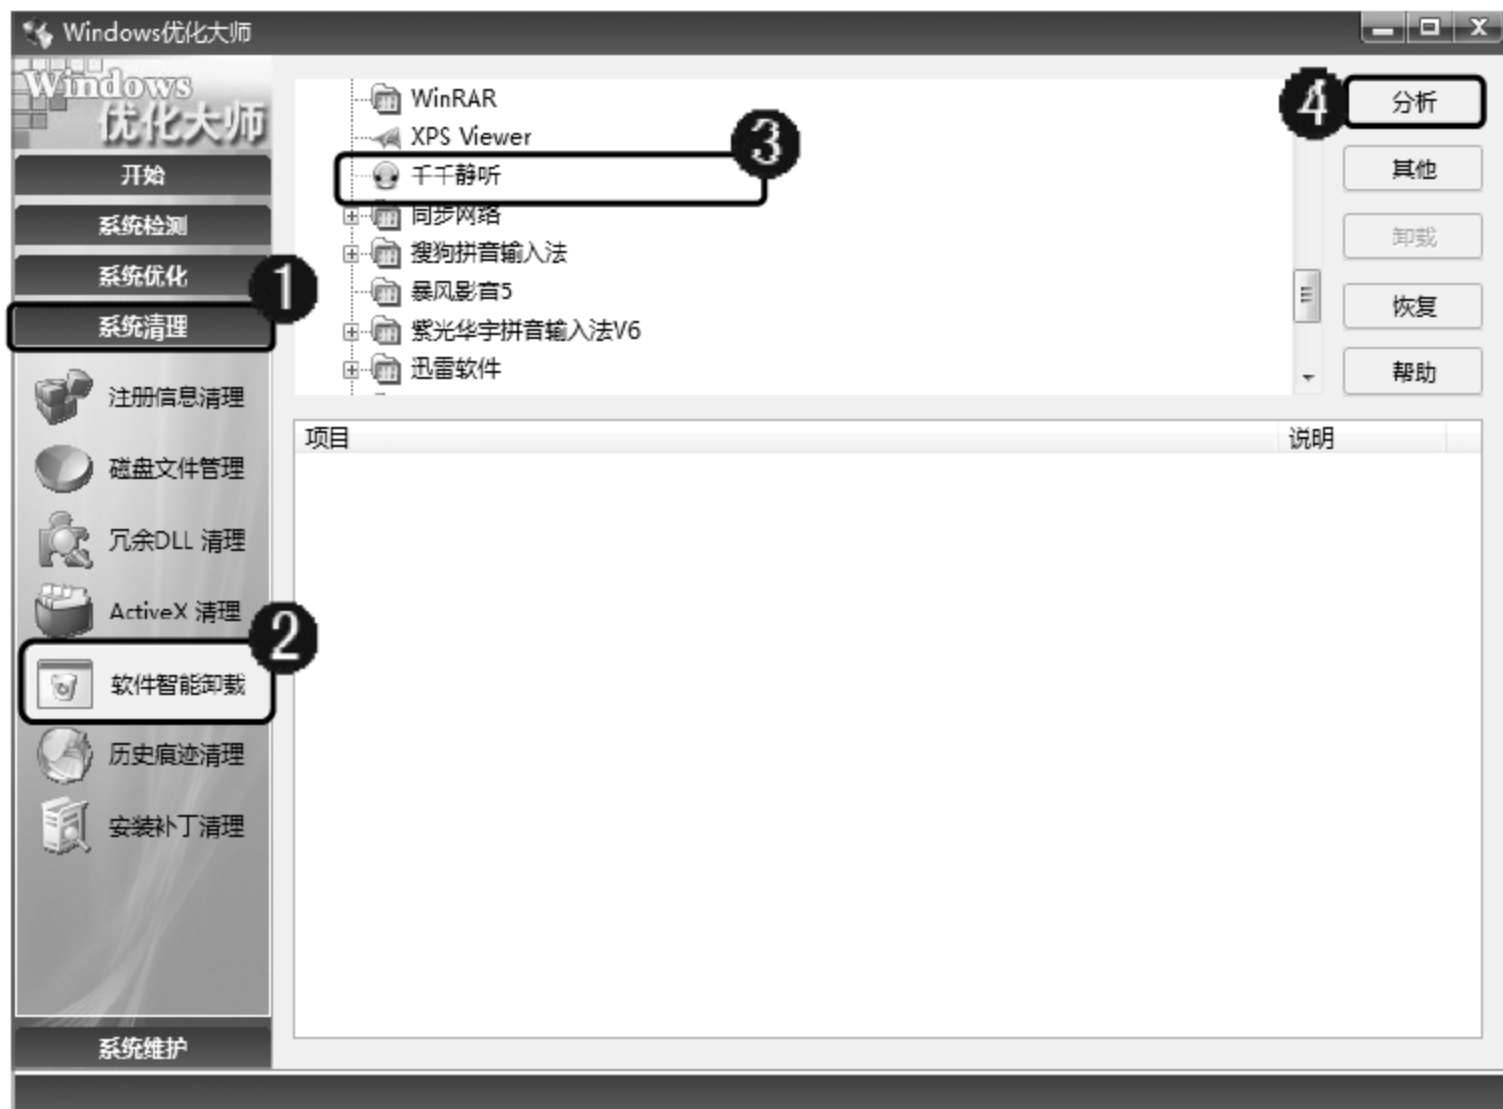 Windows优化大师
Windows
优化大师
开始
系统检测
系统优化
1
系统清理
注册信息清理
磁盘文件管理
冗余DLL 清理
ActiveX 清理
2
软件智能卸载
历史痕迹清理
安装补丁清理
系统维护
WinRAR
XPS Viewer
3
千千静听
同步网络
搜狗拼音输入法
暴风影音5
紫光华宇拼音输入法V6
迅雷软件
4
分析
其他
卸载
恢复
帮助
项目 说明